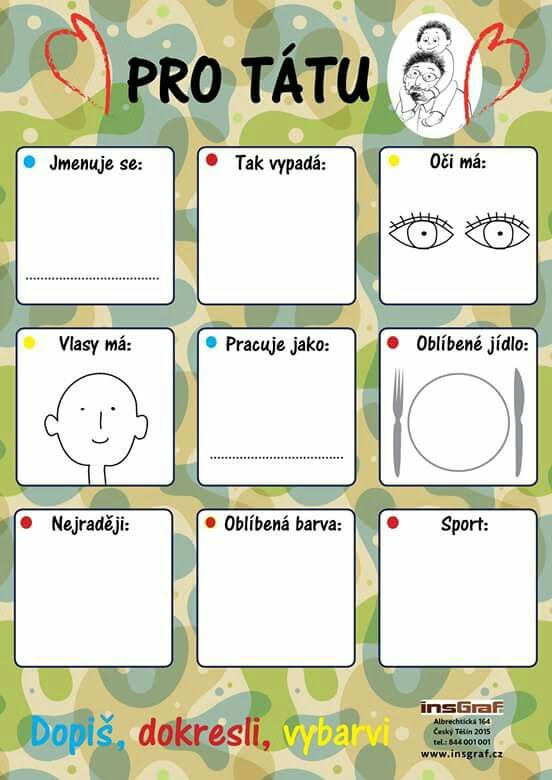 PRO TÁTU
Jmenuje se:
Tak vypadá:
Oči má:
Vlasy má:
Pracuje jako:
Oblíbené jídlo:
Nejraději:
Oblíbená barva:
Sport:
Dopiš, dokresli, vybarvi
insGraf
Albrechtická 164
Český Těšín 2015
tel.: 844 001 001
www.insgraf.cz